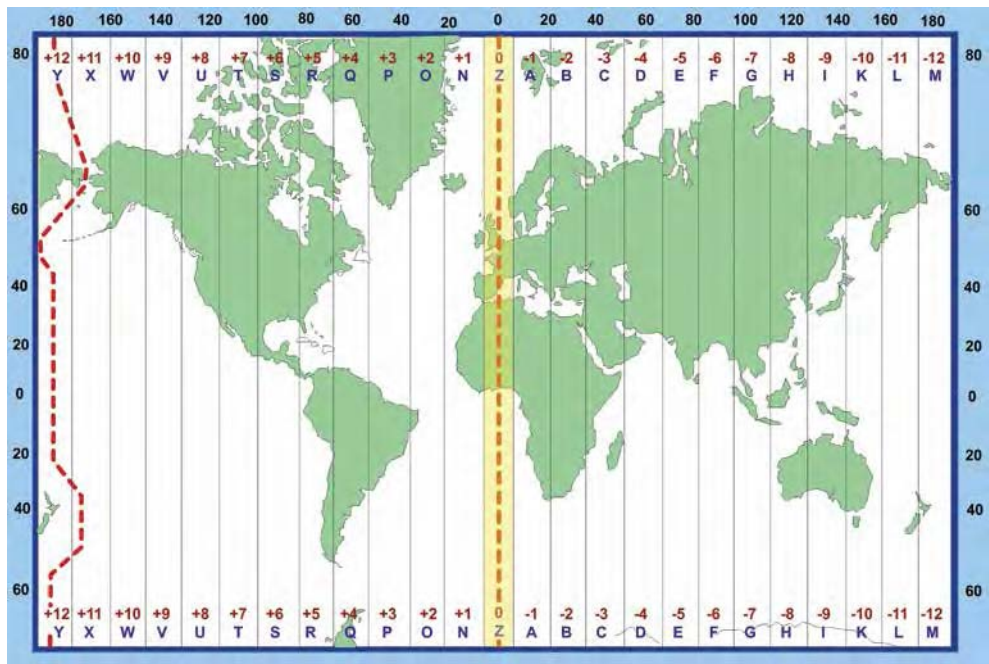 180 160 140 120 100 80 60 40 20 0 20 40 60 80 100 120 140 160 180
80 +12 +11 +10 +9 +8 +7 +6 +5 +4 +3 +2 +1 0 -1 -2 -3 -4 -5 -6 -7 -8 -9 -10 -11 -12 80
Y X W V U T S R Q P O N Z A B C D E F G H I K L M
60 60
40 40
20 20
0 0
20 20
40 40
60 60
+12 +11 +10 +9 +8 +7 +6 +5 +4 +3 +2 +1 0 -1 -2 -3 -4 -5 -6 -7 -8 -9 -10 -11 -12
Y X W V U T S R Q P O N Z A B C D E F G H I K L M